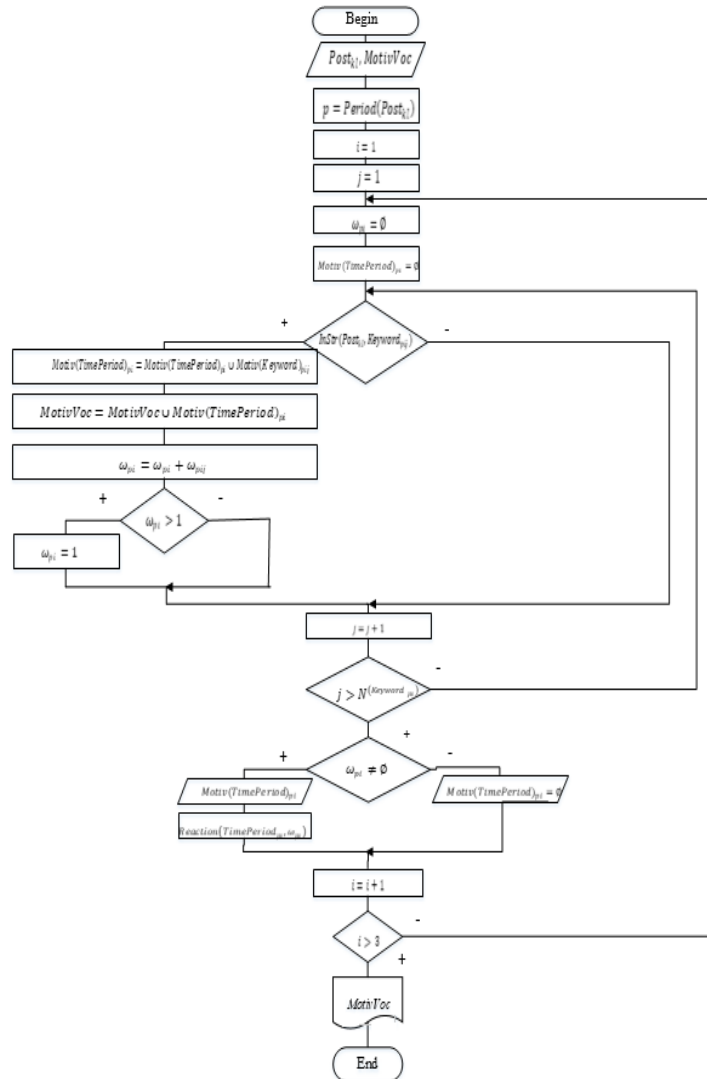 Begin
Post_{kl}, MotivVoc
p = Period(Post_{kl})
i = 1
j = 1
ω_{pi} = ∅
Motiv(TimePeriod)_{pi} = ∅
+
-
InStr(Post_{kl}, Keyword_{pij})
Motiv(TimePeriod)_{pi} = Motiv(TimePeriod)_{pi} ∪ Motiv(Keyword)_{pij}
MotivVoc = MotivVoc ∪ Motiv(TimePeriod)_{pi}
ω_{pi} = ω_{pi} + ω_{pij}
+
-
ω_{pi} > 1
ω_{pi} = 1
j = j + 1
-
j > N^{(Keyword_{pi})}
+
+
-
ω_{pi} ≠ ∅
Motiv(TimePeriod)_{pi}
Motiv(TimePeriod)_{pi} = ∅
Reaction(TimePeriod_{pi}, ω_{pi})
i = i + 1
-
i > 3
+
MotivVoc
End